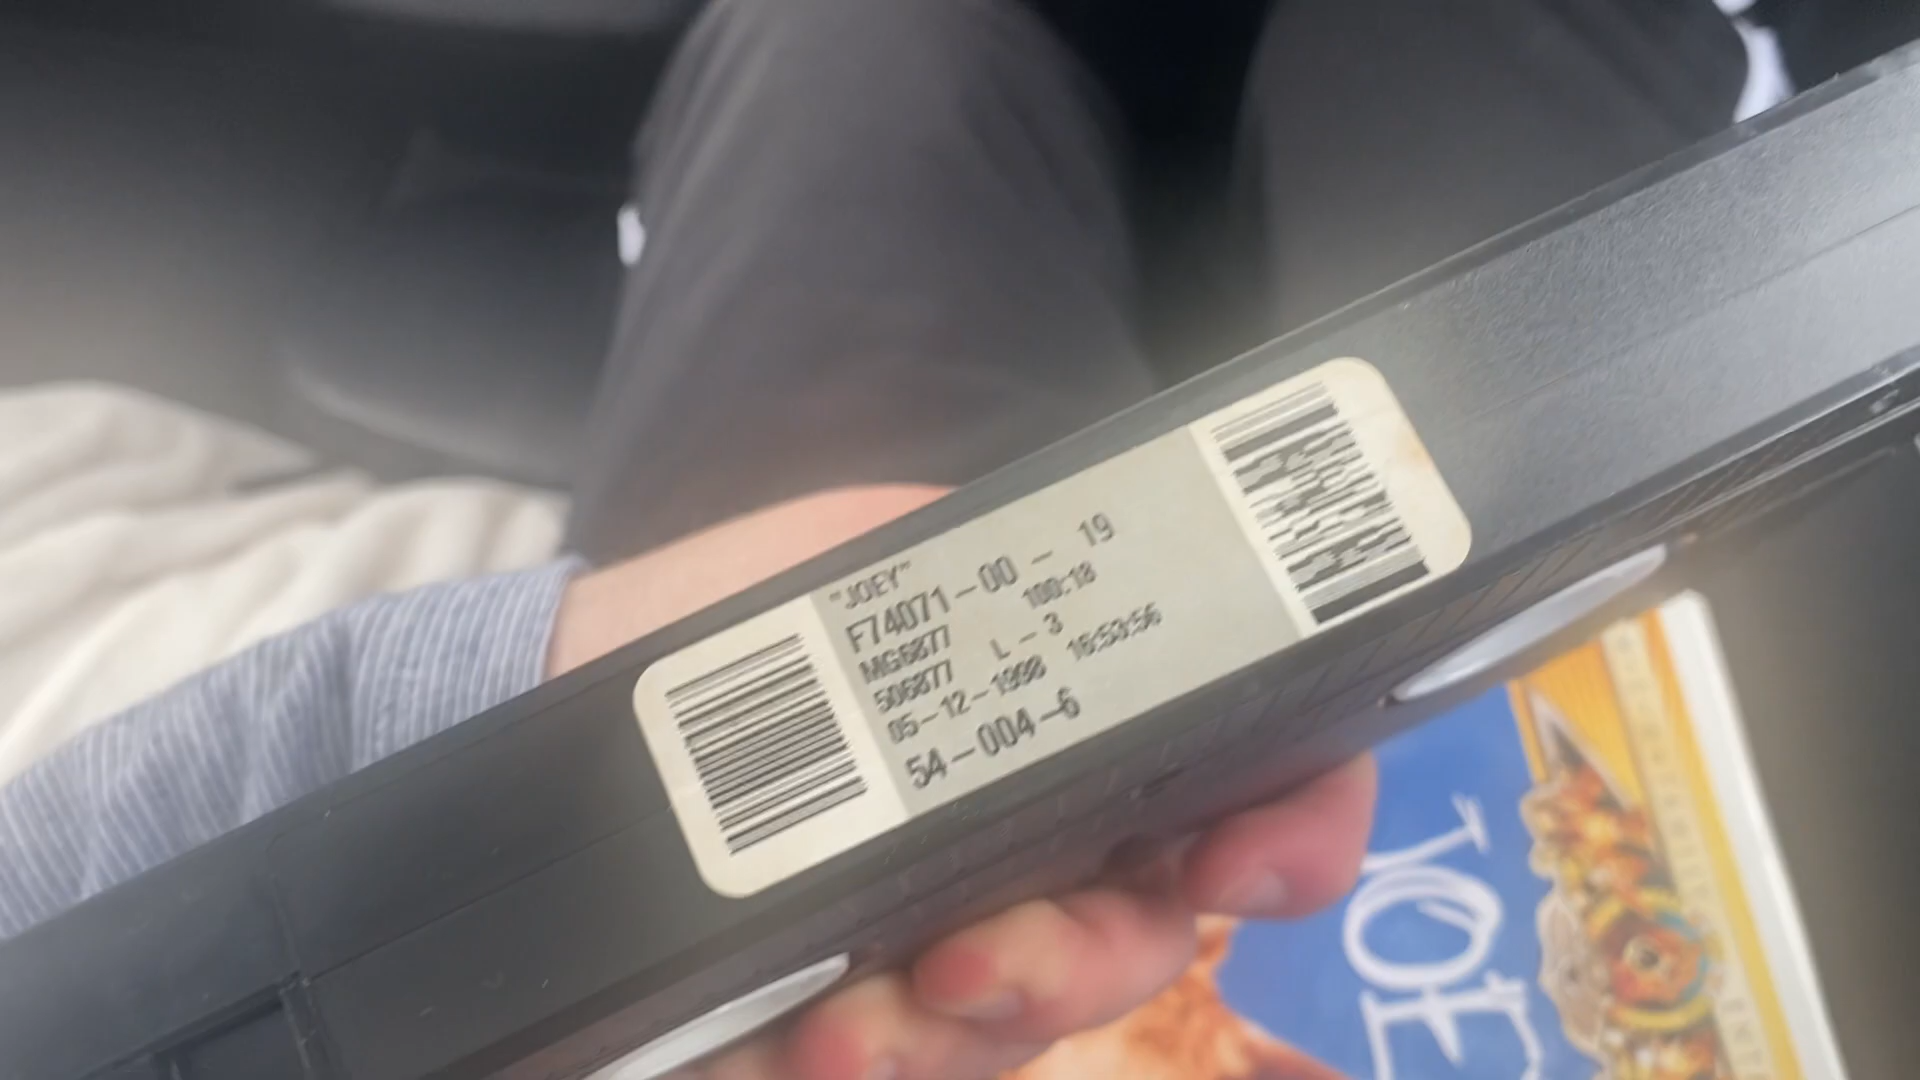 "JOEY"
F74071-00 - 19
MG6877 100:18
506877 L - 3
05-12-1998 16:53:56
54-004-6
JOE